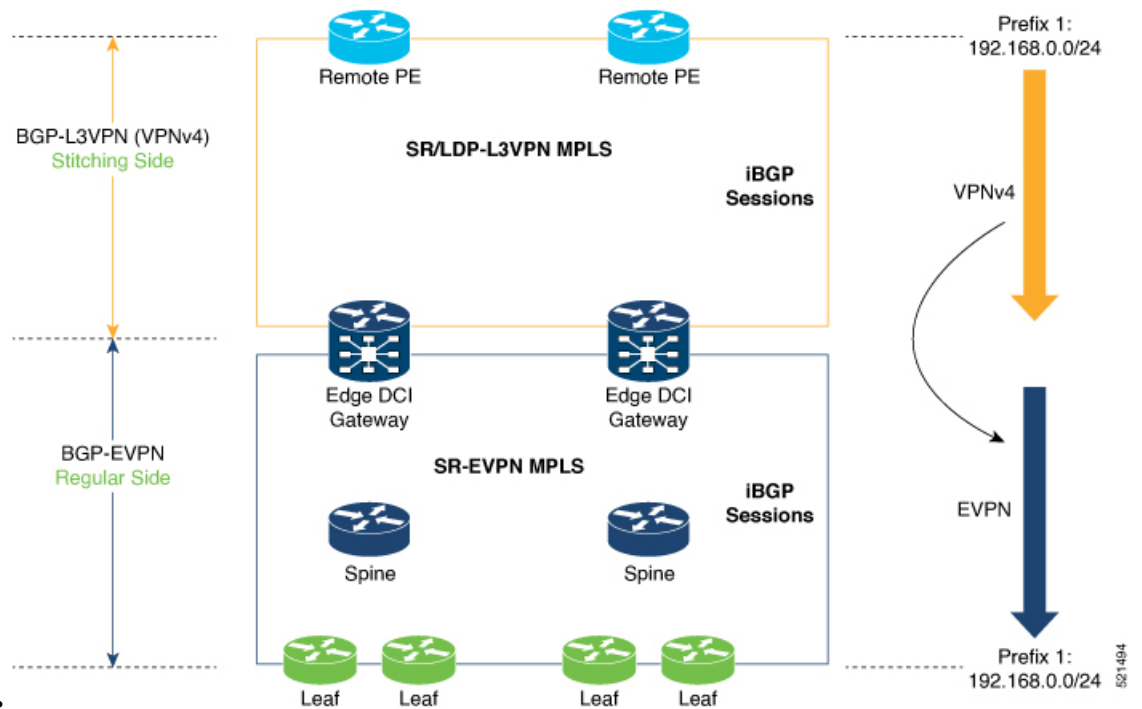 Prefix 1:
192.168.0.0/24
Remote PE
Remote PE
BGP-L3VPN (VPNv4)
Stitching Side
SR/LDP-L3VPN MPLS
iBGP
Sessions
VPNv4
Edge DCI
Gateway
Edge DCI
Gateway
BGP-EVPN
Regular Side
SR-EVPN MPLS
iBGP
Sessions
EVPN
Spine
Spine
Leaf
Leaf
Leaf
Leaf
Prefix 1:
192.168.0.0/24
521494